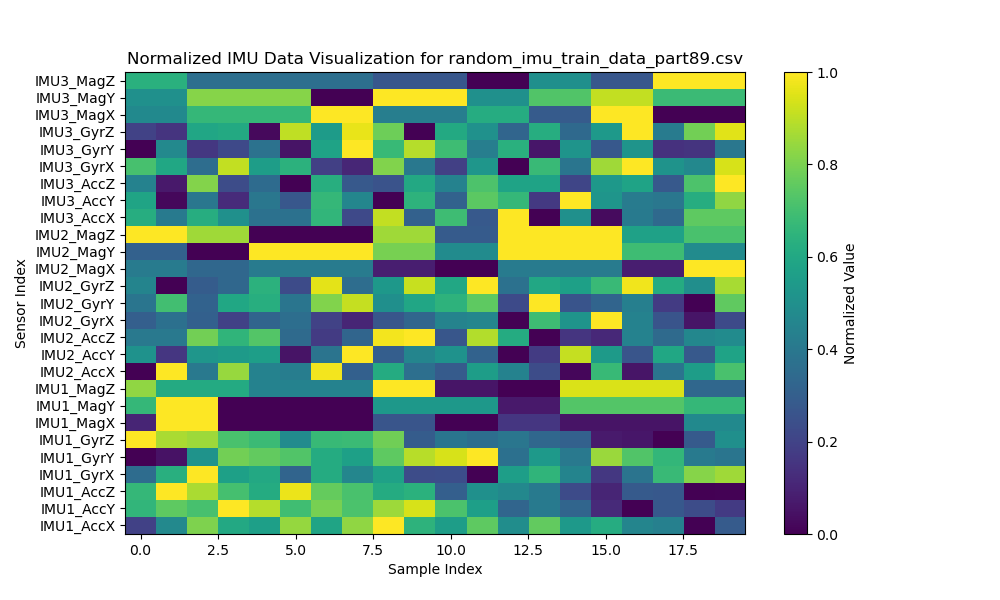 Normalized IMU Data Visualization for random_imu_train_data_part89.csv
IMU3_MagZ
IMU3_MagY
IMU3_MagX
IMU3_GyrZ
IMU3_GyrY
IMU3_GyrX
IMU3_AccZ
IMU3_AccY
IMU3_AccX
IMU2_MagZ
IMU2_MagY
IMU2_MagX
IMU2_GyrZ
IMU2_GyrY
IMU2_GyrX
IMU2_AccZ
IMU2_AccY
IMU2_AccX
IMU1_MagZ
IMU1_MagY
IMU1_MagX
IMU1_GyrZ
IMU1_GyrY
IMU1_GyrX
IMU1_AccZ
IMU1_AccY
IMU1_AccX
Sensor Index
0.0 2.5 5.0 7.5 10.0 12.5 15.0 17.5
Sample Index
1.0
0.8
0.6
0.4
0.2
0.0
Normalized Value